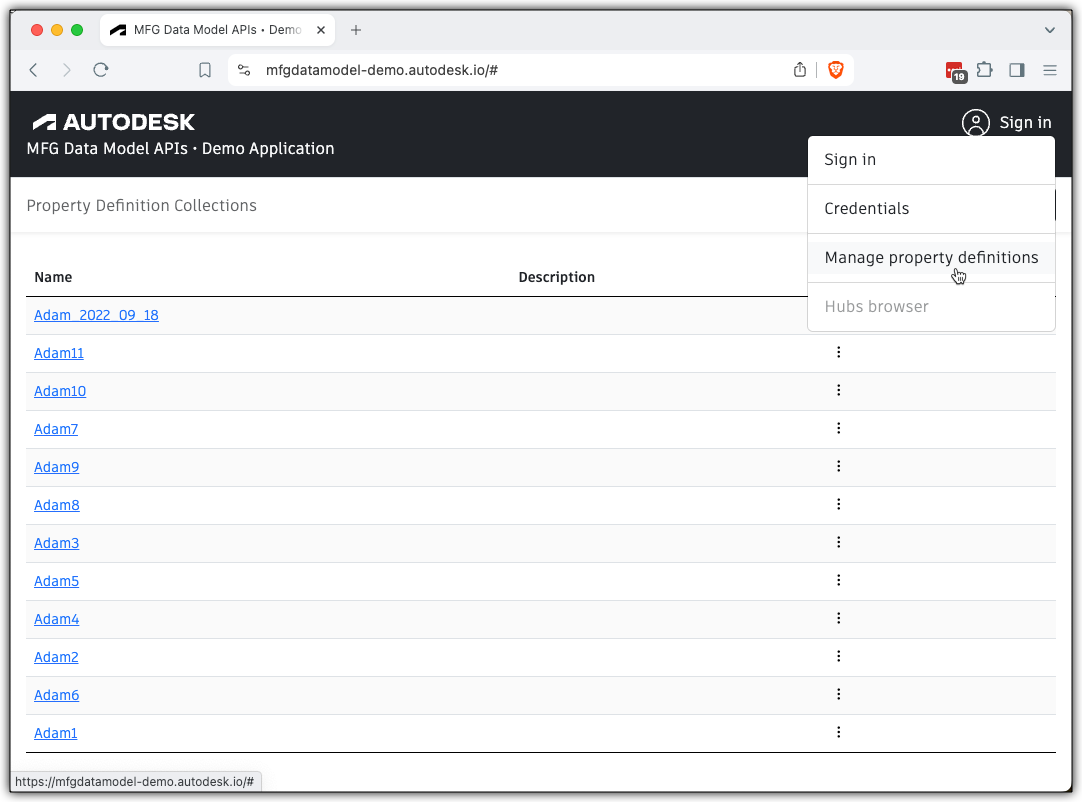 MFG Data Model APIs • Demo
mfgdatamodel-demo.autodesk.io/#
19
AUTODESK
Sign in
MFG Data Model APIs • Demo Application
Sign in
Property Definition Collections
Credentials
Manage property definitions
Name Description
Hubs browser
Adam_2022_09_18
Adam11
Adam10
Adam7
Adam9
Adam8
Adam3
Adam5
Adam4
Adam2
Adam6
Adam1
https://mfgdatamodel-demo.autodesk.io/#